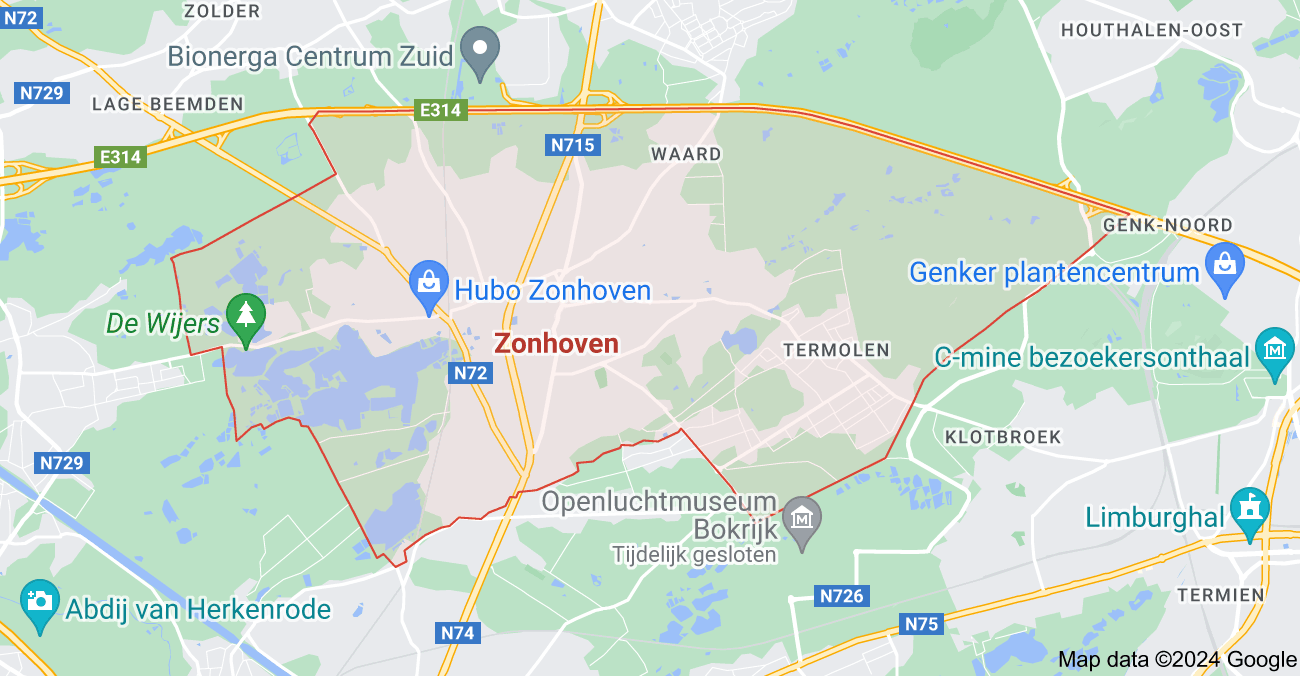 ZOLDER
N72
HOUTHALEN-OOST
Bionerga Centrum Zuid
N729
LAGE BEEMDEN
E314
N715
E314
WAARD
GENK-NOORD
Genker plantencentrum
Hubo Zonhoven
De Wijers
Zonhoven
TERMOLEN
C-mine bezoekersonthaal
N72
KLOTBROEK
N729
Openluchtmuseum
Bokrijk
Tijdelijk gesloten
Limburghal
Abdij van Herkenrode
N726
TERMIEN
N74
N75
Map data ©2024 Google